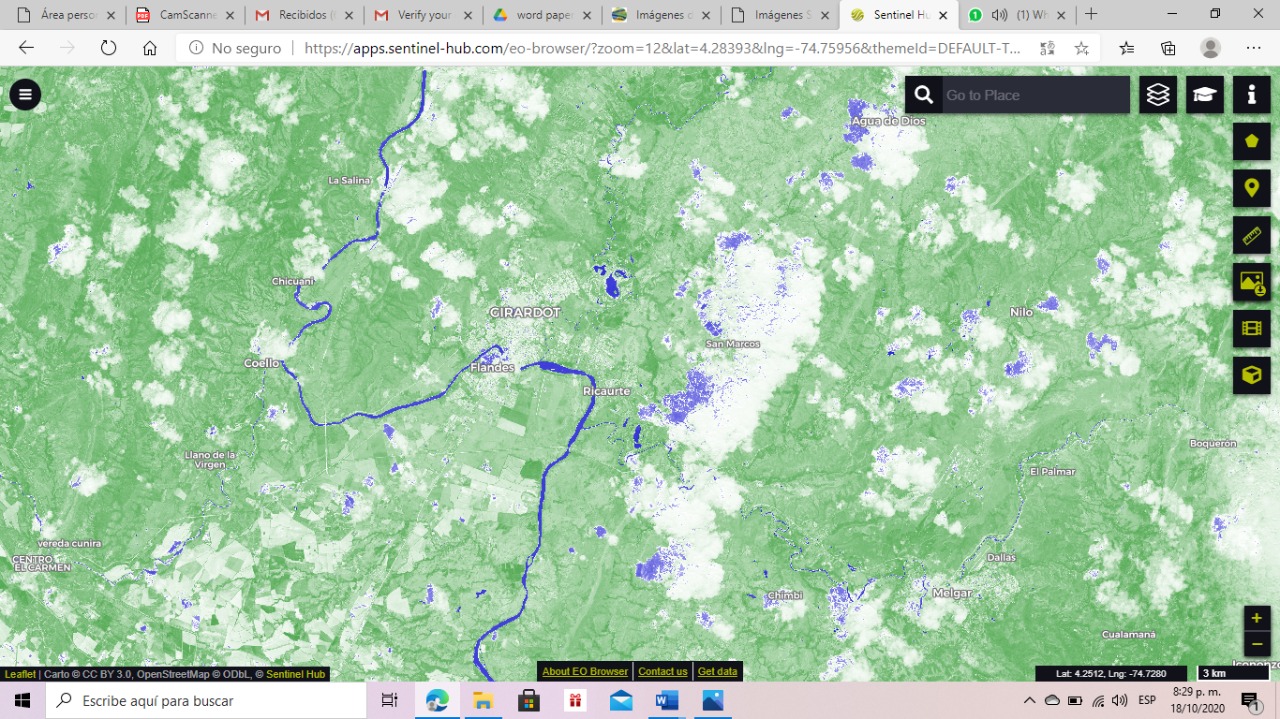 Área perso
CamScanne
Recibidos (
Verify your
word pape
Imágenes o
Imágenes S
Sentinel Hu
(1) Wh
No seguro
https://apps.sentinel-hub.com/eo-browser/?zoom=12&lat=4.28393&lng=-74.75956&themeId=DEFAULT-T...
Go to Place
Agua de Dios
La Salina
Chicuani
GIRARDOT
Nilo
San Marcos
Coello
Flandes
Ricaurte
Boquerón
Llano de la
Virgen
El Palmar
vereda cunira
CENTRO
EL CARMEN
Dallas
Chimbi
Melgar
Cualamaná
Iconon
Leaflet | Carto © CC BY 3.0, OpenStreetMap © ODbL, © Sentinel Hub
About EO Browser
Contact us
Get data
Lat: 4.2512, Lng: -74.7280
3 km
Escribe aquí para buscar
ESP
8:29 p. m.
18/10/2020
1